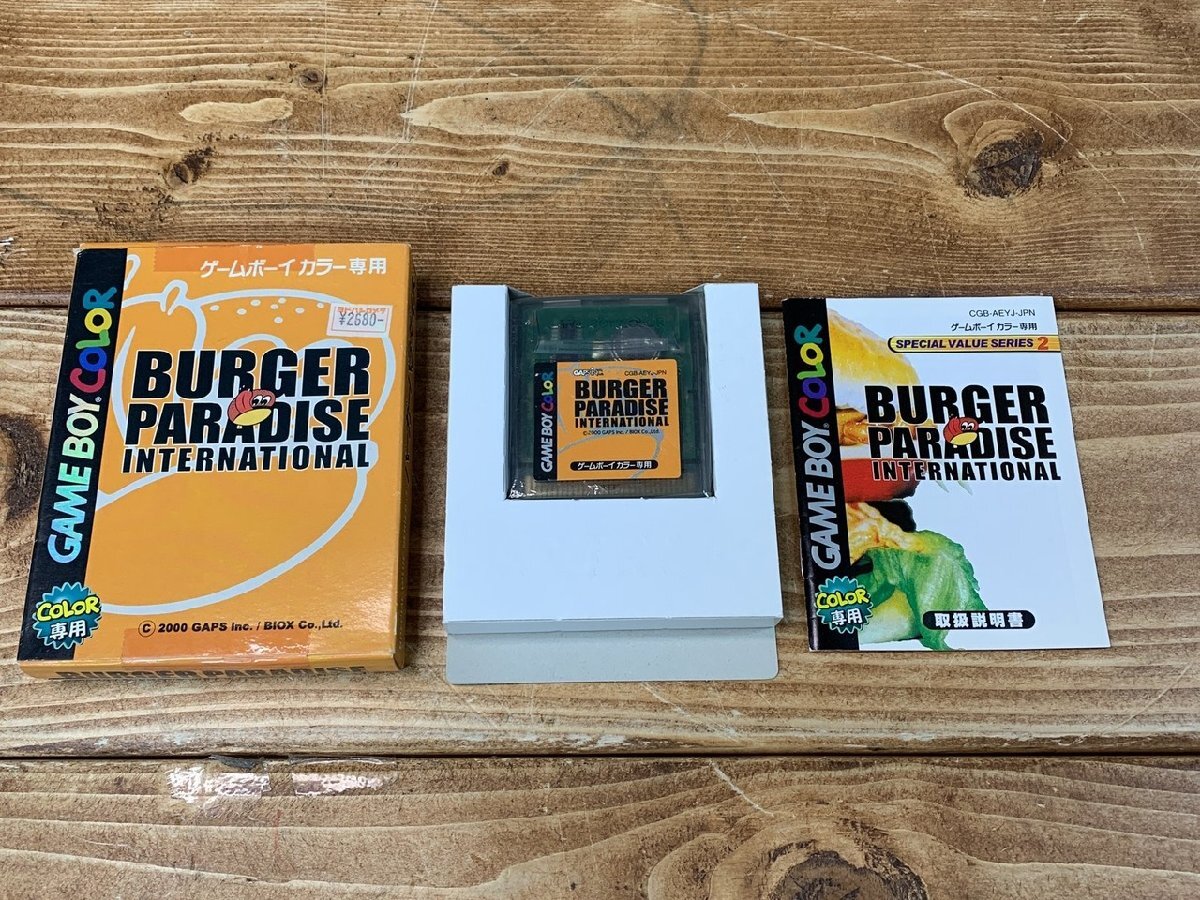 ゲームボーイ カラー専用
¥2680-
BURGER
PARADISE
INTERNATIONAL
GAME BOY COLOR
COLOR
専用
© 2000 GAPS Inc. / BIOX Co.,Ltd.
BURGER PARADISE
CGB-AEYJ-JPN
BURGER
PARADISE
INTERNATIONAL
© 2000 GAPS Inc. / BIOX Co.,Ltd.
GAME BOY COLOR
ゲームボーイ カラー専用
CGB-AEYJ-JPN
ゲームボーイ カラー専用
SPECIAL VALUE SERIES 2
BURGER
PARADISE
INTERNATIONAL
GAME BOY COLOR
COLOR
専用
取扱説明書